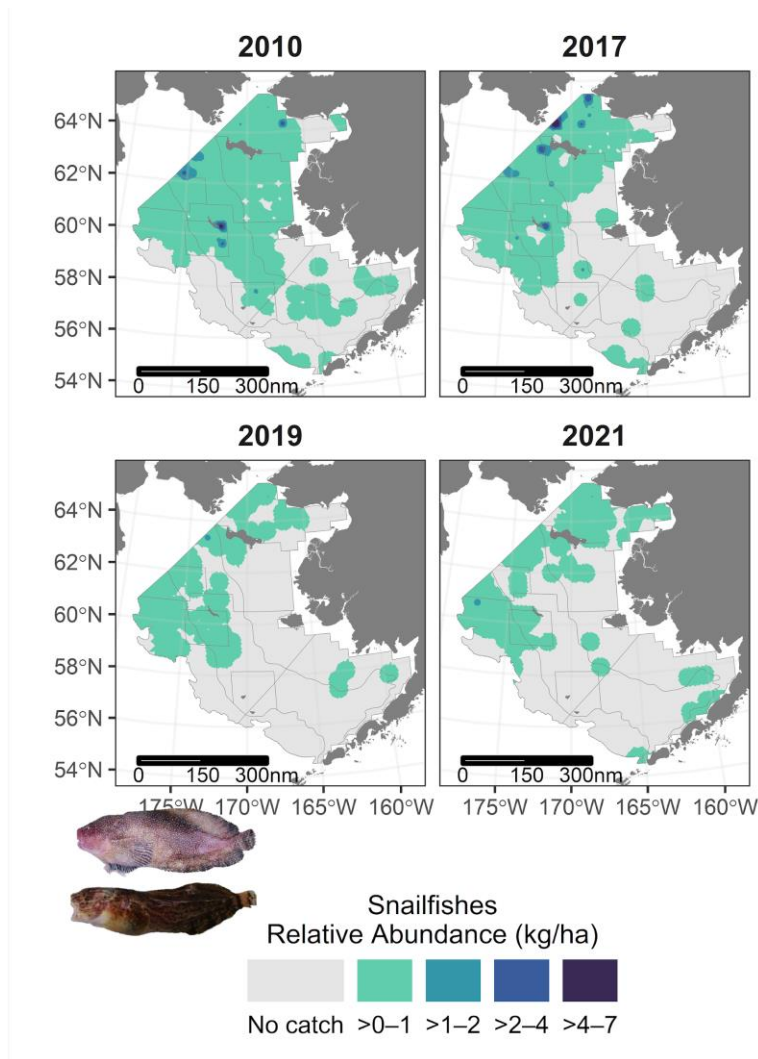 2010
2017
64°N
62°N
60°N
58°N
56°N
54°N
0 150 300nm
0 150 300nm
2019
2021
64°N
62°N
60°N
58°N
56°N
54°N
0 150 300nm
0 150 300nm
175°W 170°W 165°W 160°W
175°W 170°W 165°W 160°W
Snailfishes
Relative Abundance (kg/ha)
No catch >0–1 >1–2 >2–4 >4–7